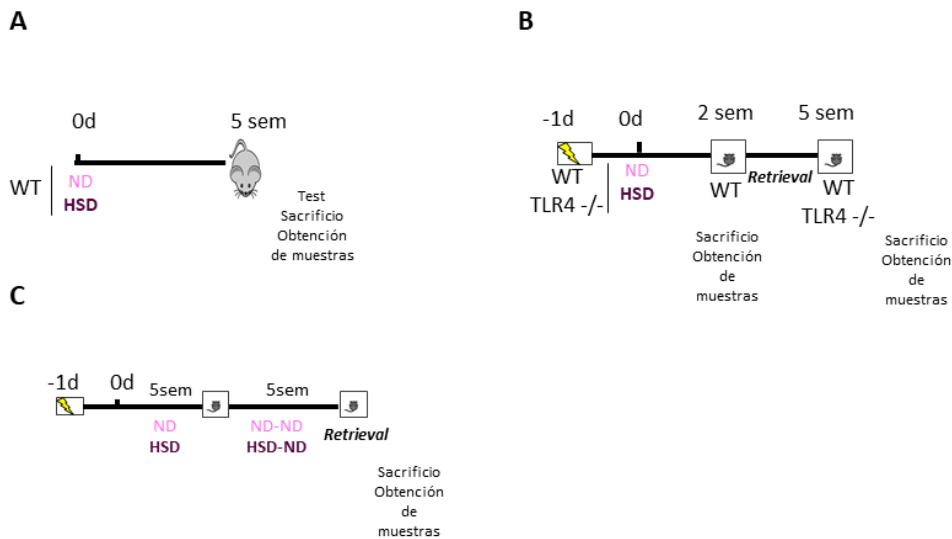 A
0d
5 sem
WT
ND
HSD
Test
Sacrificio
Obtención
de muestras
B
-1d
0d
2 sem
5 sem
WT
TLR4 -/-
ND
HSD
WT
Retrieval
WT
TLR4 -/-
Sacrificio
Obtención
de
muestras
Sacrificio
Obtención
de
muestras
C
-1d
0d
5sem
5sem
ND
HSD
ND-ND
HSD-ND
Retrieval
Sacrificio
Obtención
de
muestras